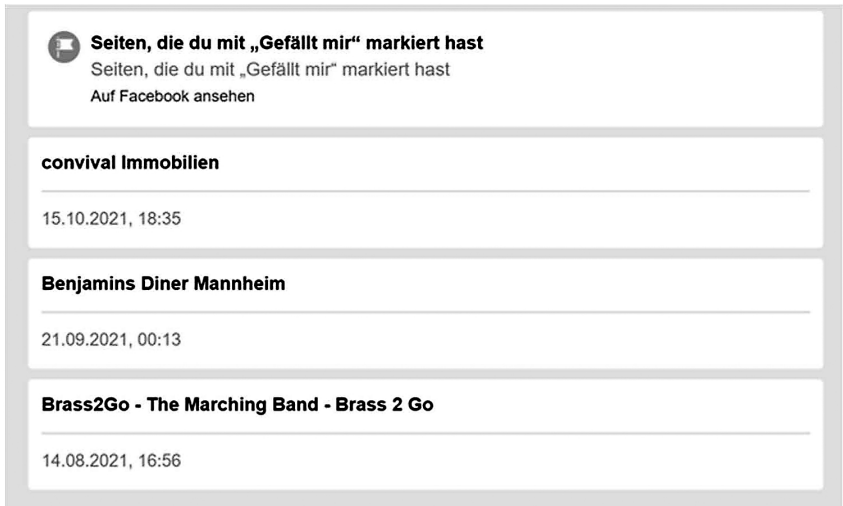 Seiten, die du mit „Gefällt mir“ markiert hast
Seiten, die du mit „Gefällt mir“ markiert hast
Auf Facebook ansehen
convival Immobilien
15.10.2021, 18:35
Benjamins Diner Mannheim
21.09.2021, 00:13
Brass2Go - The Marching Band - Brass 2 Go
14.08.2021, 16:56